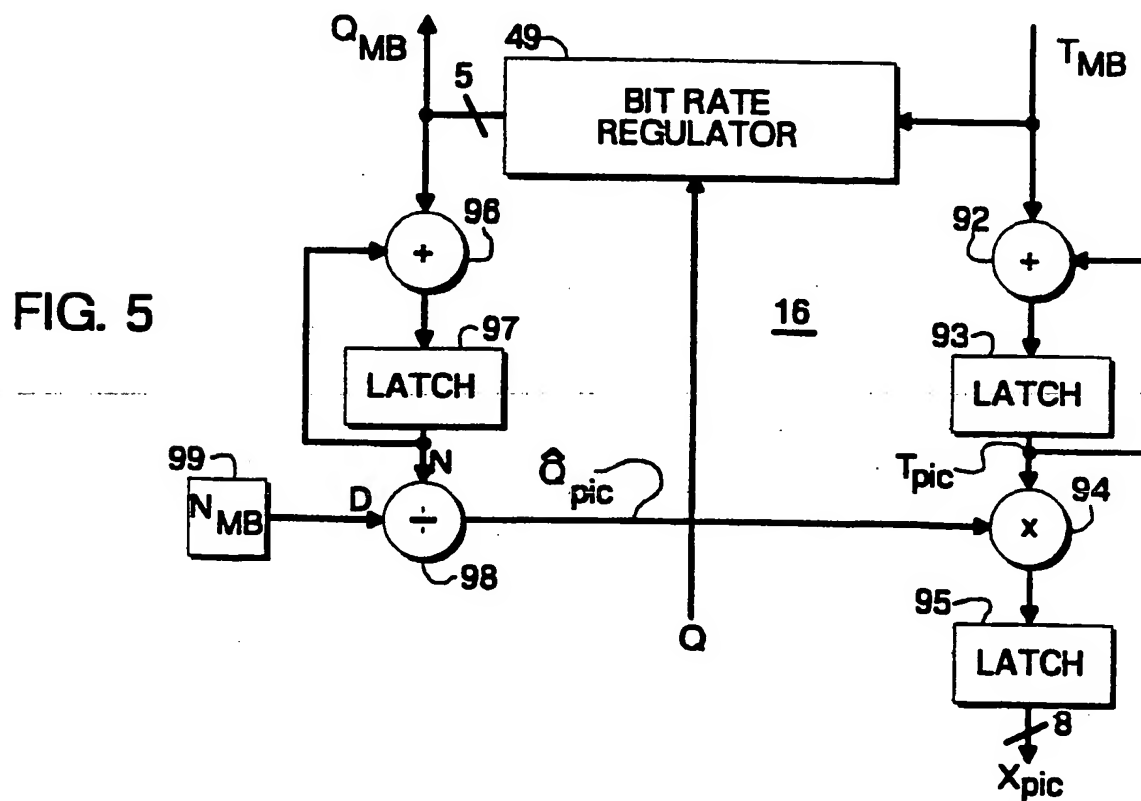 Q_MB
49
T_MB
5
BIT RATE
REGULATOR
96
+
92
+
FIG. 5
16
97
LATCH
93
LATCH
99
N_MB
D
N
÷
98
Q̂_pic
T_pic
94
x
95
LATCH
Q
8
X_pic